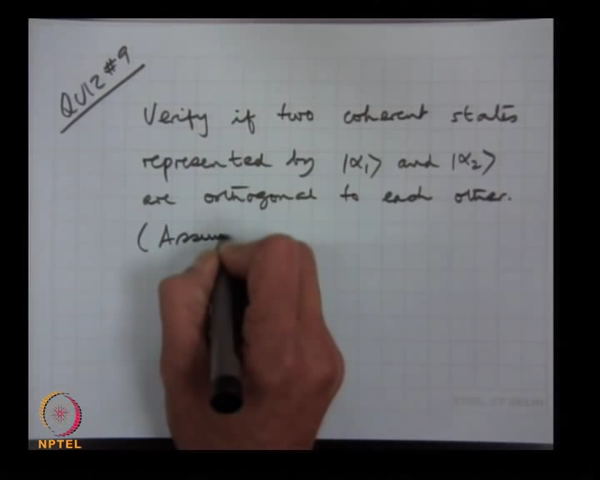 QUIZ #9
Verify if two coherent states
represented by |α₁⟩ and |α₂⟩
are orthogonal to each other.
(Assum
NPTEL